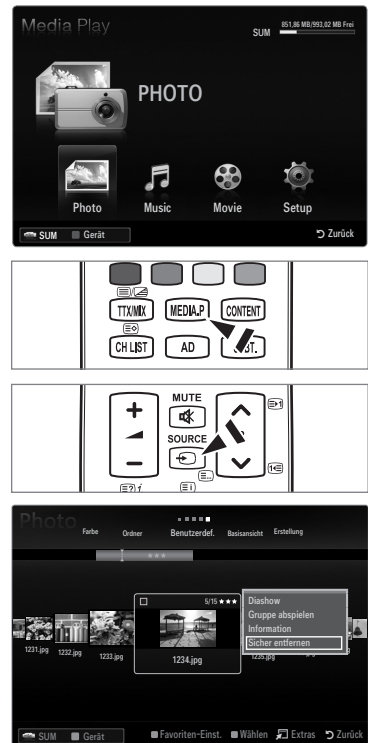 Media Play
SUM 851,86 MB/993,02 MB Frei
PHOTO
Photo Music Movie Setup
SUM Gerät Zurück
TTX/MIX MEDIA.P CONTENT
CH LIST AD
MUTE
SOURCE
Photo
Farbe Ordner Benutzerdef. Basisansicht Erstellung
5/15 ★★★
Diashow
Gruppe abspielen
Information
Sicher entfernen
1231.jpg 1232.jpg 1233.jpg 1234.jpg 1235.jpg
SUM Gerät Favoriten-Einst. Wählen Extras Zurück